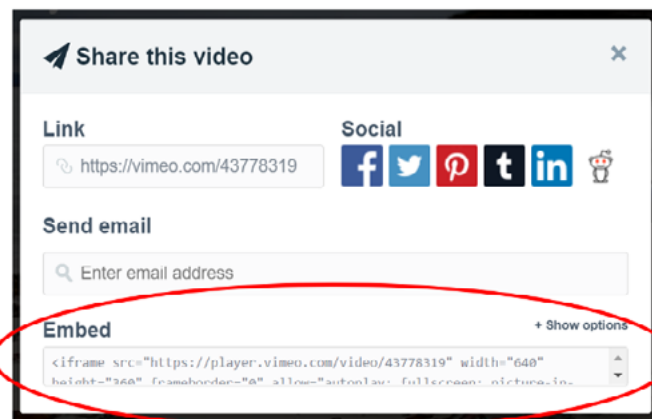 Share this video ×
Link
Social
https://vimeo.com/43778319
f t in
Send email
Enter email address
Embed
+ Show options
<iframe src="https://player.vimeo.com/video/43778319" width="640"
height="360" frameborder="0" allow="autoplay; fullscreen; picture-in-